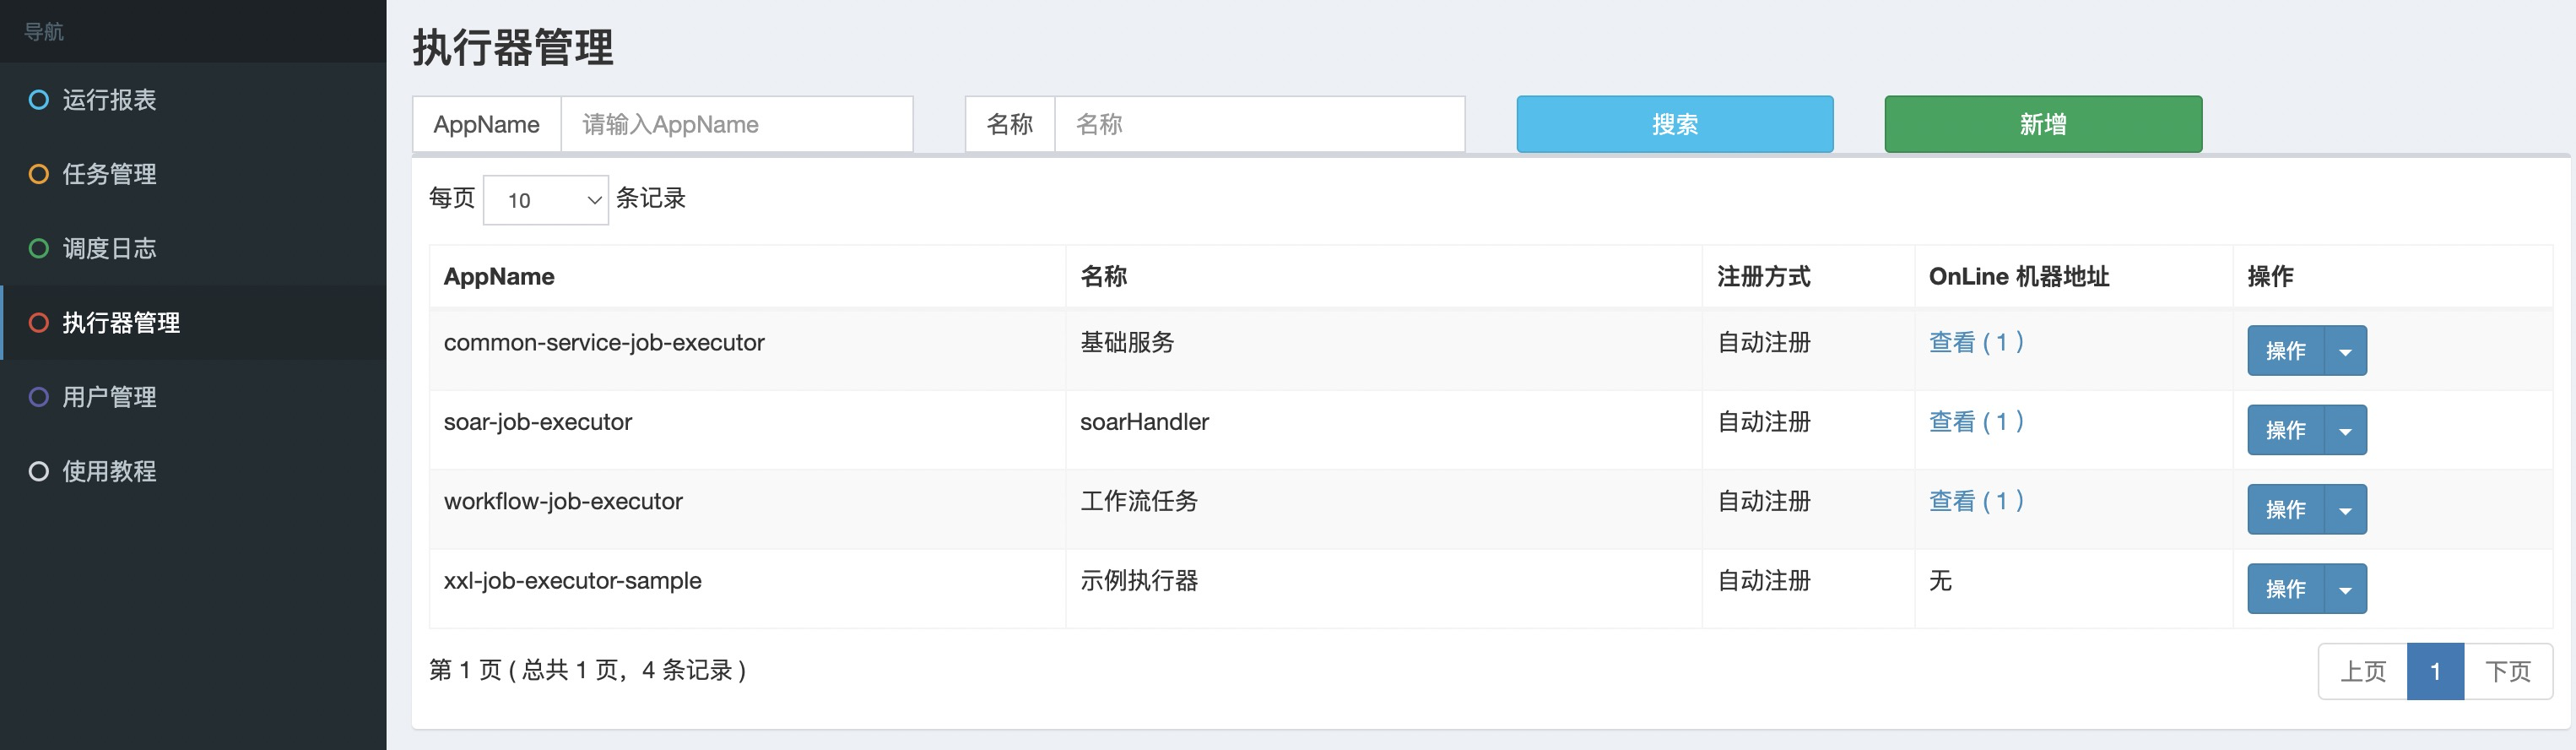 导航
运行报表
任务管理
调度日志
执行器管理
用户管理
使用教程
执行器管理
AppName 请输入AppName 名称 名称 搜索 新增
每页 10 条记录
AppName 名称 注册方式 OnLine 机器地址 操作
common-service-job-executor 基础服务 自动注册 查看 ( 1 ) 操作
soar-job-executor soarHandler 自动注册 查看 ( 1 ) 操作
workflow-job-executor 工作流任务 自动注册 查看 ( 1 ) 操作
xxl-job-executor-sample 示例执行器 自动注册 无 操作
第 1 页 ( 总共 1 页，4 条记录 ) 上页 1 下页